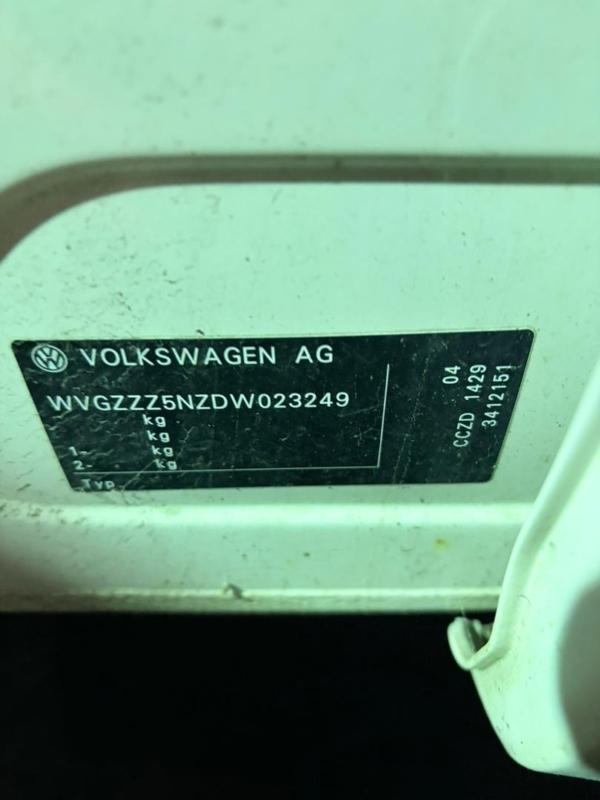 VOLKSWAGEN AG
WVGZZZ5NZDW023249
kg
kg
1- kg
2- kg
Typ
04
CCZD 1429
3412151